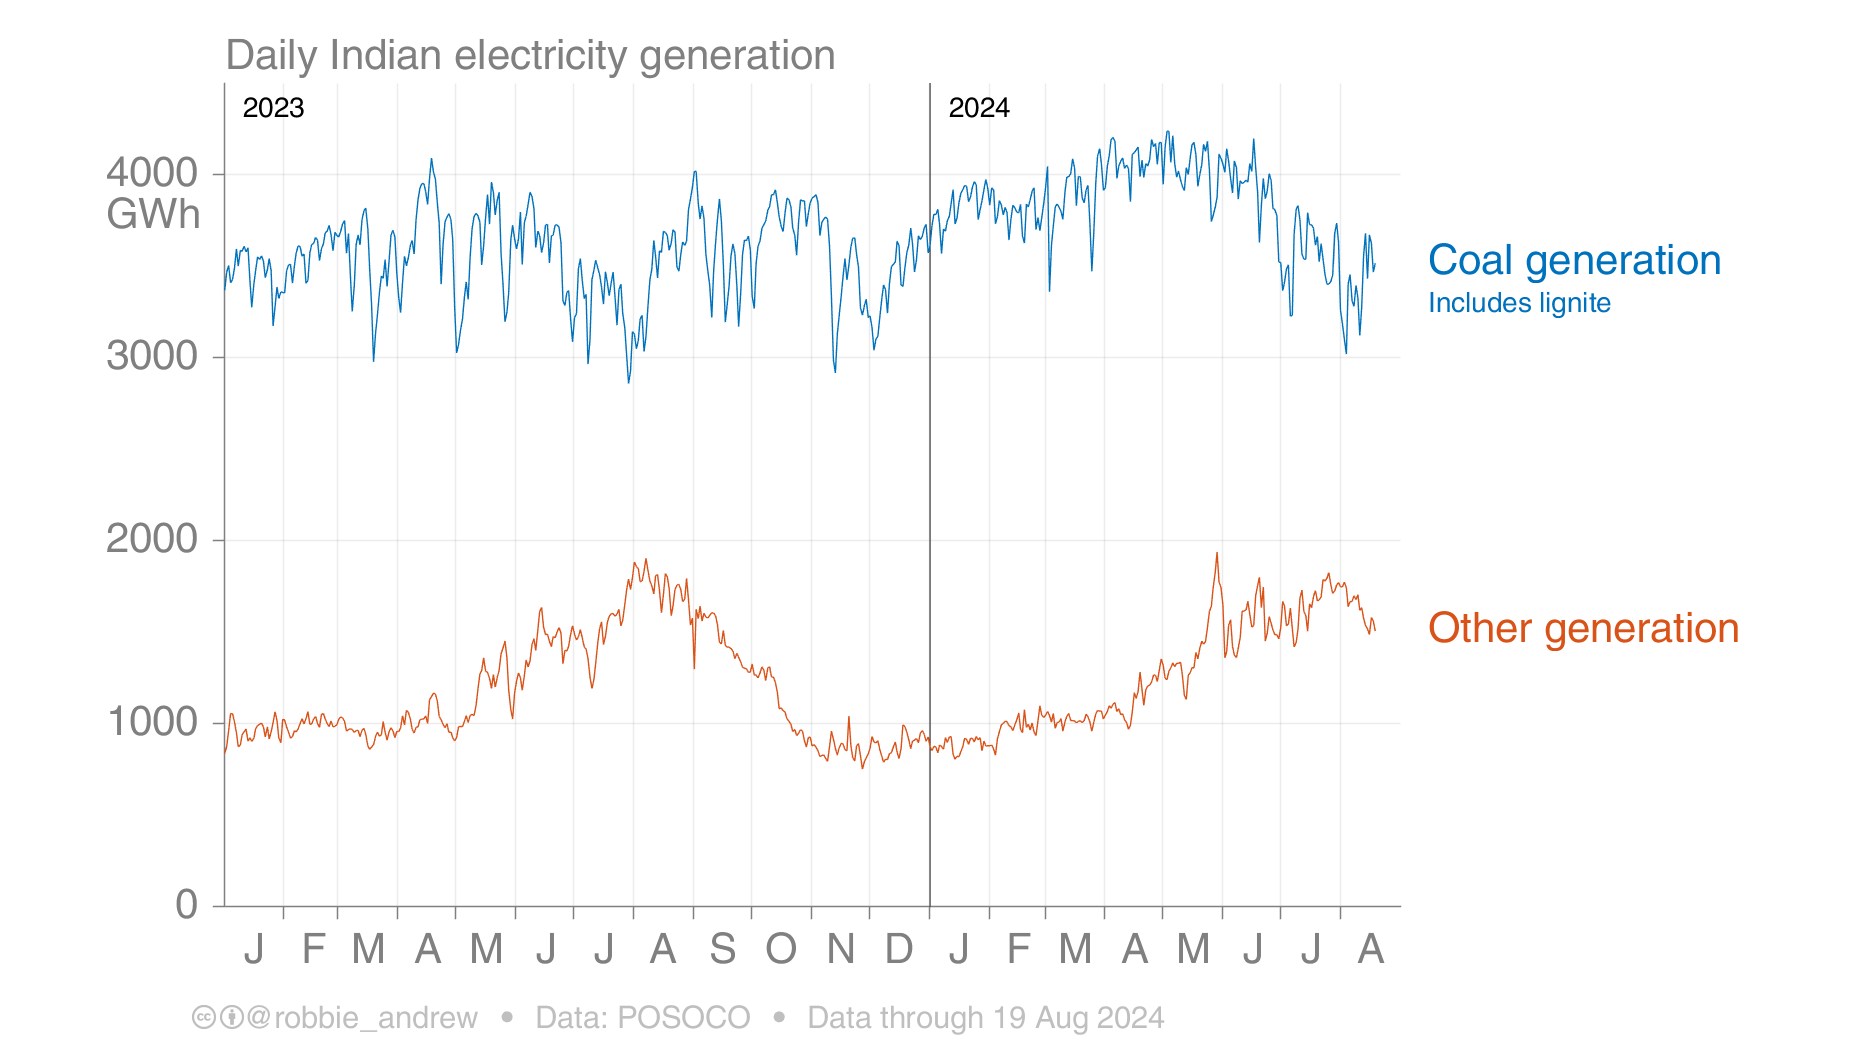 Daily Indian electricity generation
2023
2024
4000
GWh
3000
2000
1000
0
Coal generation
Includes lignite
Other generation
J F M A M J J A S O N D J F M A M J J A
cc @robbie_andrew • Data: POSOCO • Data through 19 Aug 2024